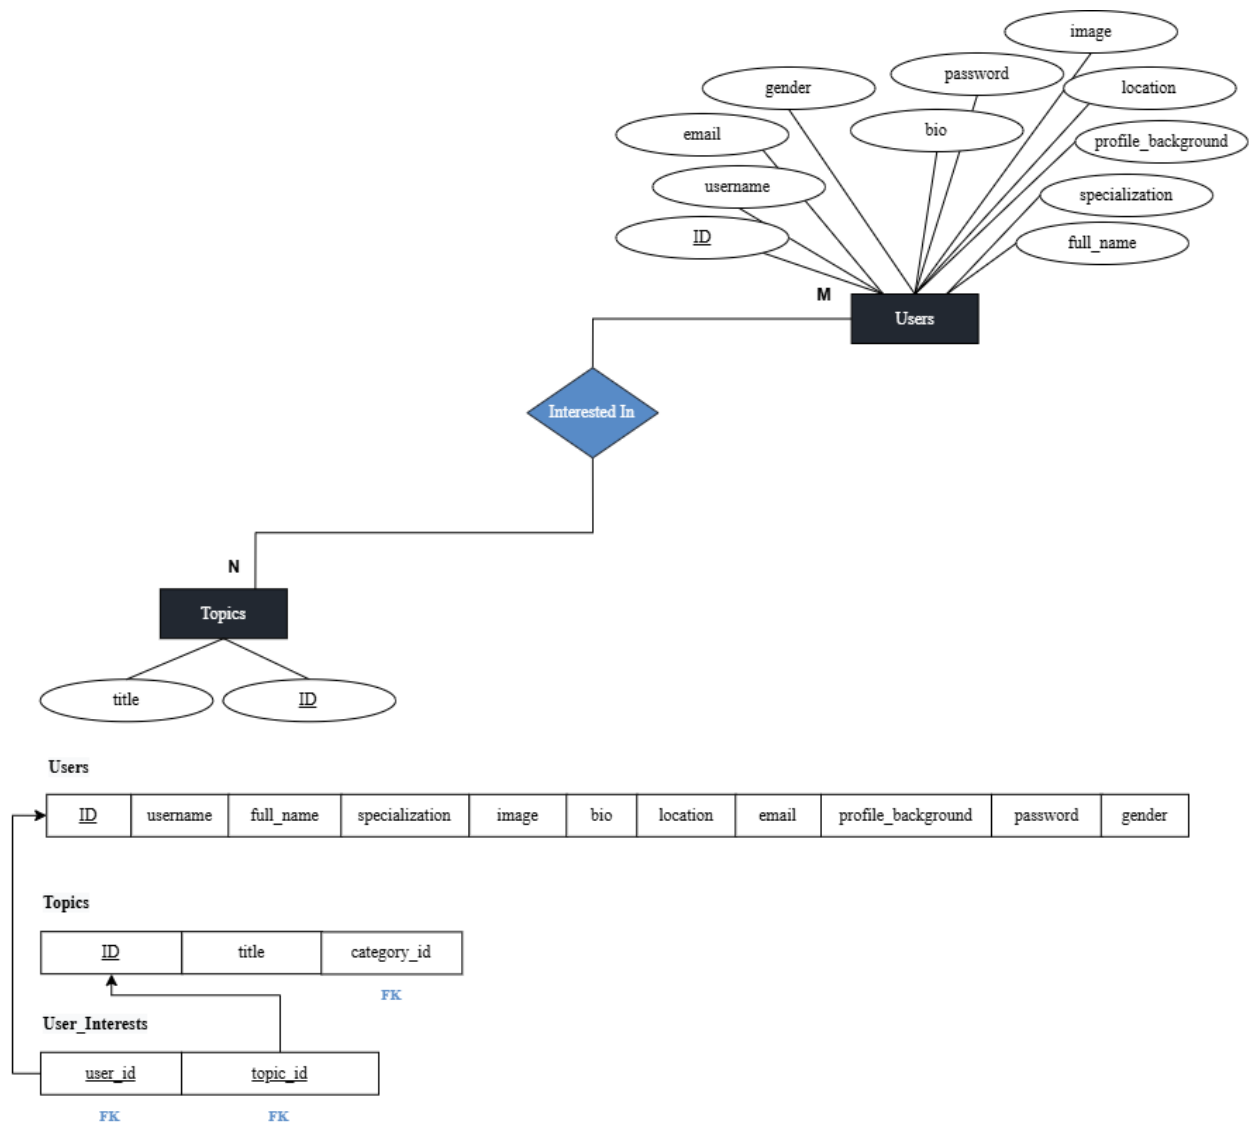 image
password
gender
location
email
bio
profile_background
username
specialization
ID
full_name
M
Users
Interested In
N
Topics
title
ID
Users
ID username full_name specialization image bio location email profile_background password gender
Topics
ID title category_id
FK
User_Interests
user_id topic_id
FK FK